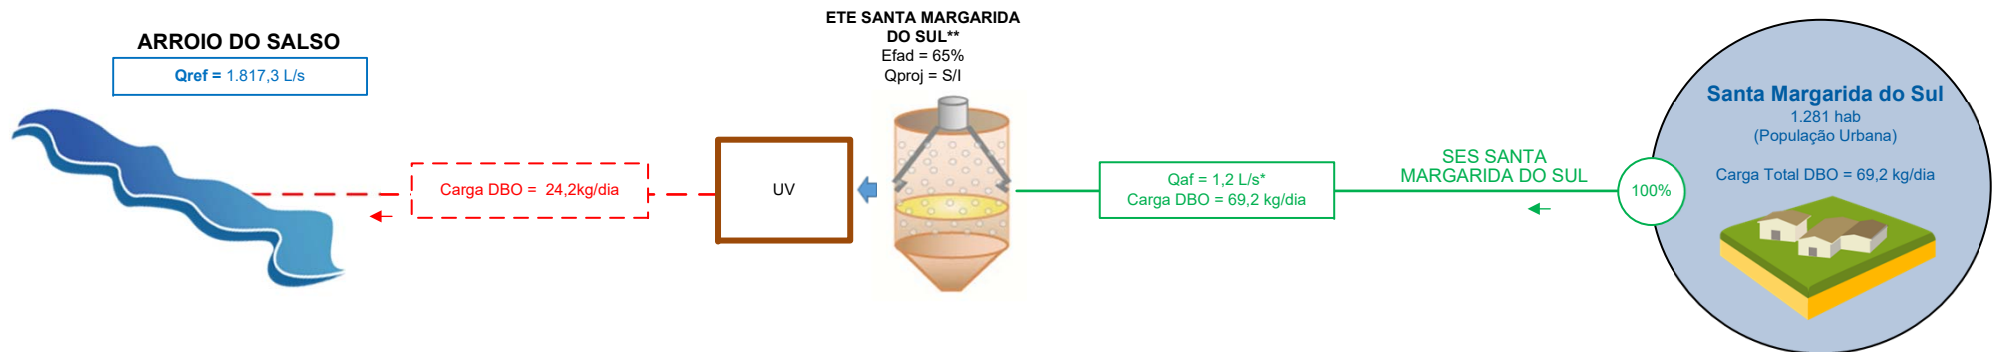 ARROIO DO SALSO
Qref = 1.817,3 L/s
Carga DBO =  24,2kg/dia
UV
ETE SANTA MARGARIDA
DO SUL**
Efad = 65%
Qproj = S/I
Qaf = 1,2 L/s*
Carga DBO = 69,2 kg/dia
SES SANTA
MARGARIDA DO SUL
100%
Santa Margarida do Sul
1.281 hab
(População Urbana)
Carga Total DBO = 69,2 kg/dia